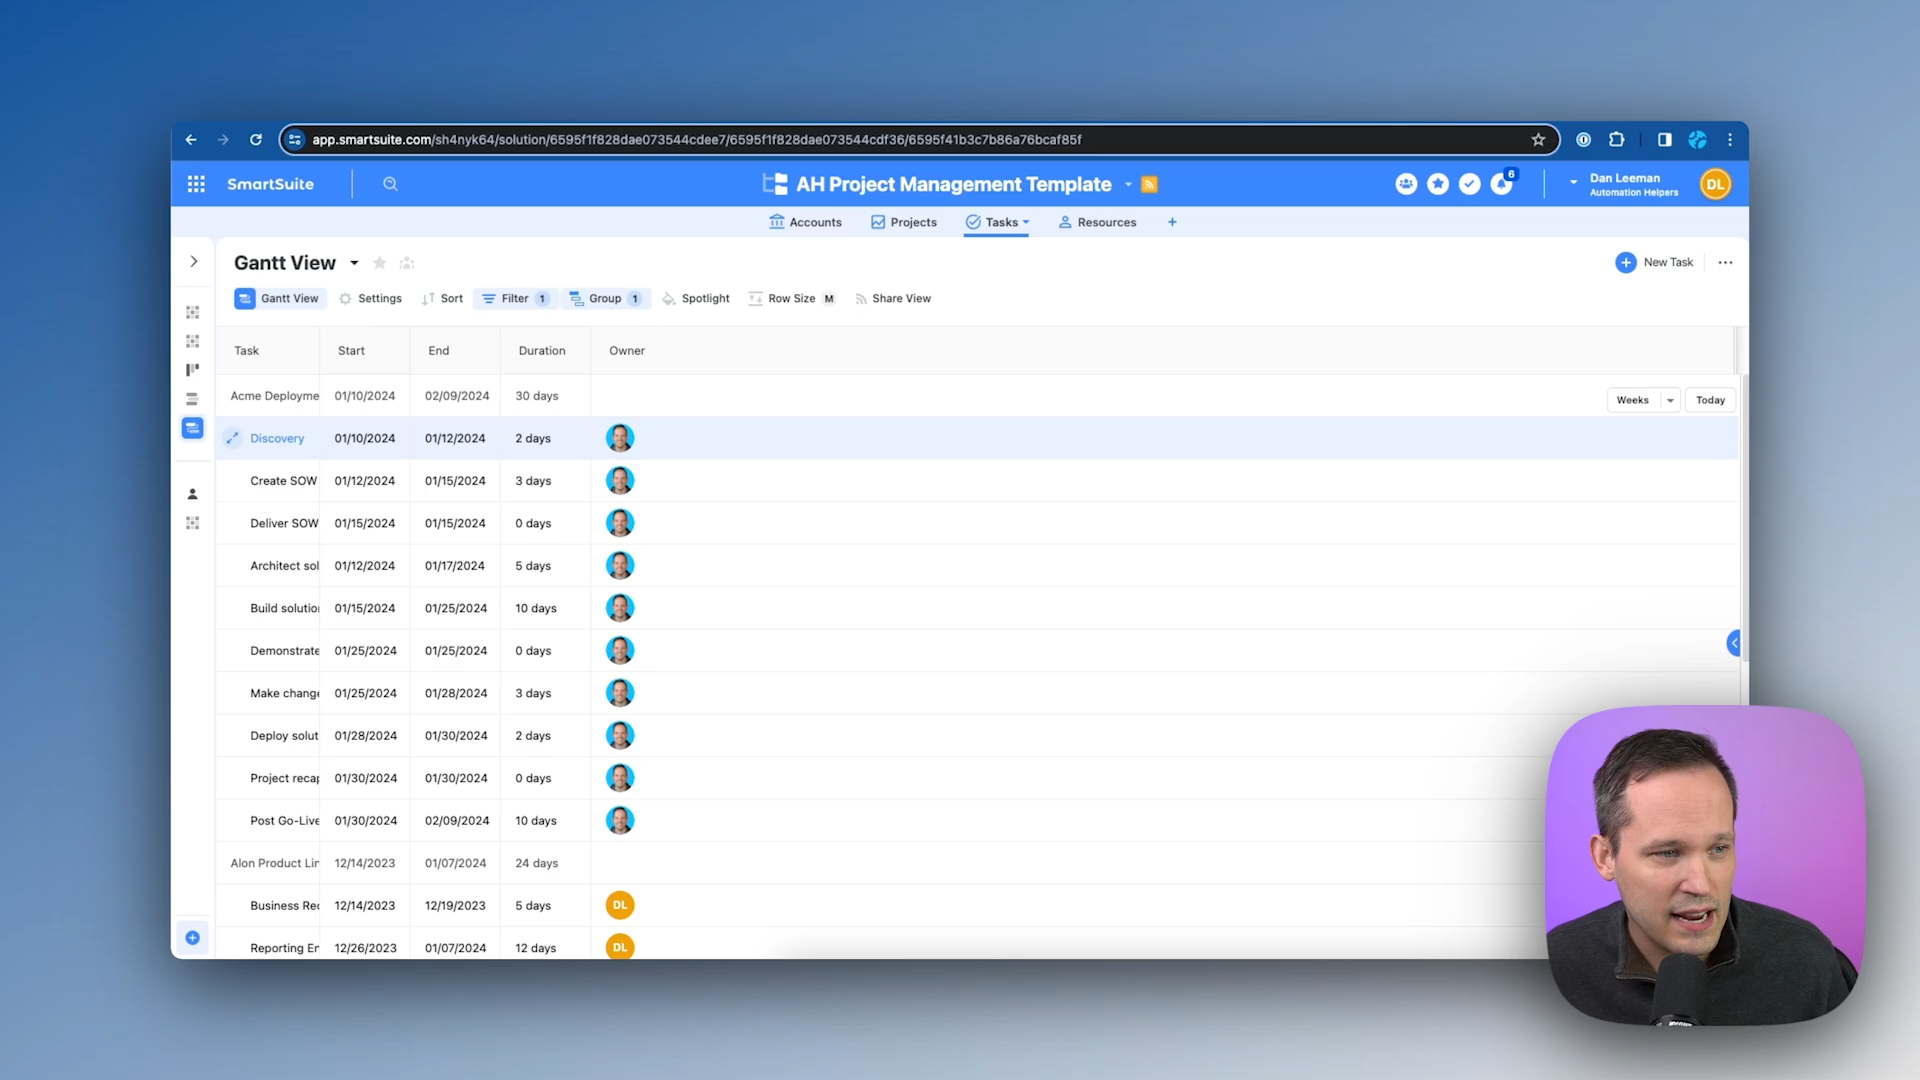 app.smartsuite.com/sh4nyk64/solution/6595f1f828dae073544cdee7/6595f1f828dae073544cdf36/6595f41b3c7b86a76bcaf85f
SmartSuite
AH Project Management Template
6
Dan Leeman
Automation Helpers
DL
Accounts Projects Tasks Resources
Gantt View
New Task
Gantt View Settings Sort Filter 1 Group 1 Spotlight Row Size M Share View
Task Start End Duration Owner
Acme Deployme 01/10/2024 02/09/2024 30 days
Weeks Today
Discovery 01/10/2024 01/12/2024 2 days
Create SOW 01/12/2024 01/15/2024 3 days
Deliver SOW 01/15/2024 01/15/2024 0 days
Architect sol 01/12/2024 01/17/2024 5 days
Build solution 01/15/2024 01/25/2024 10 days
Demonstrate 01/25/2024 01/25/2024 0 days
Make change 01/25/2024 01/28/2024 3 days
Deploy solut 01/28/2024 01/30/2024 2 days
Project recap 01/30/2024 01/30/2024 0 days
Post Go-Live 01/30/2024 02/09/2024 10 days
Alon Product Lin 12/14/2023 01/07/2024 24 days
Business Rec 12/14/2023 12/19/2023 5 days DL
Reporting En 12/26/2023 01/07/2024 12 days DL